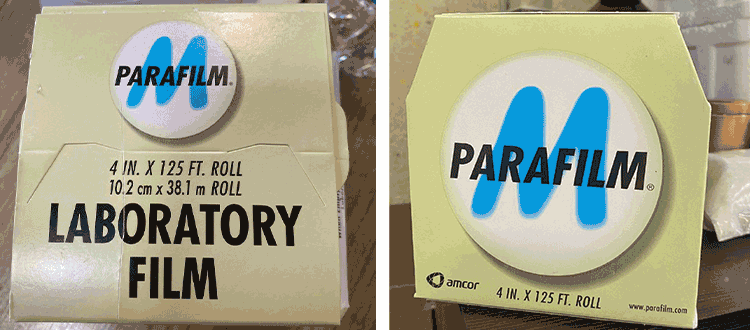 M
PARAFILM®
4 IN. X 125 FT. ROLL
10.2 cm x 38.1 m ROLL
LABORATORY
FILM
M
PARAFILM®
amcor
4 IN. X 125 FT. ROLL
www.parafilm.com